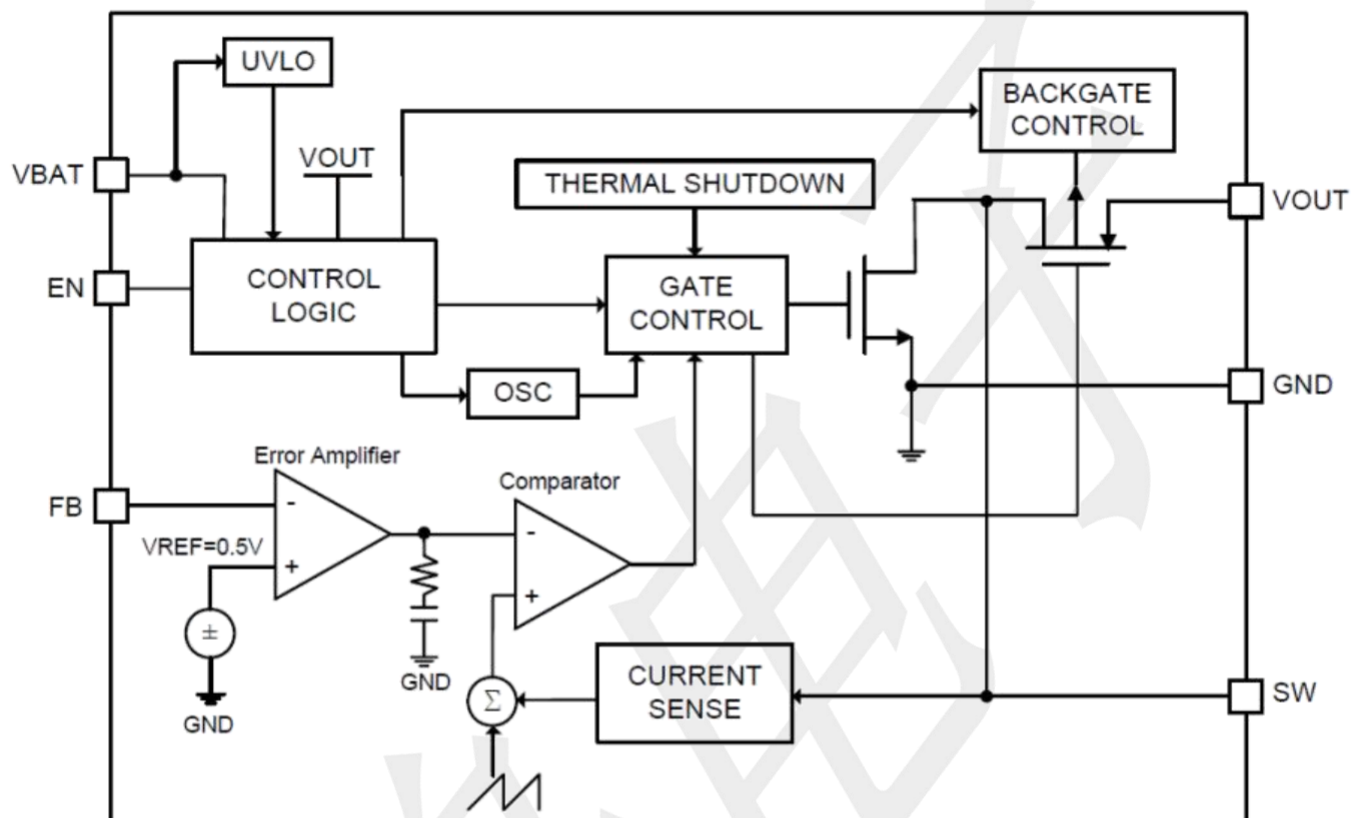 UVLO
BACKGATE
CONTROL
VBAT
VOUT
THERMAL SHUTDOWN
VOUT
EN
CONTROL
LOGIC
GATE
CONTROL
OSC
GND
Error Amplifier
Comparator
FB
-
-
VREF=0.5V
+
+
±
CURRENT
SENSE
GND
Σ
SW
GND